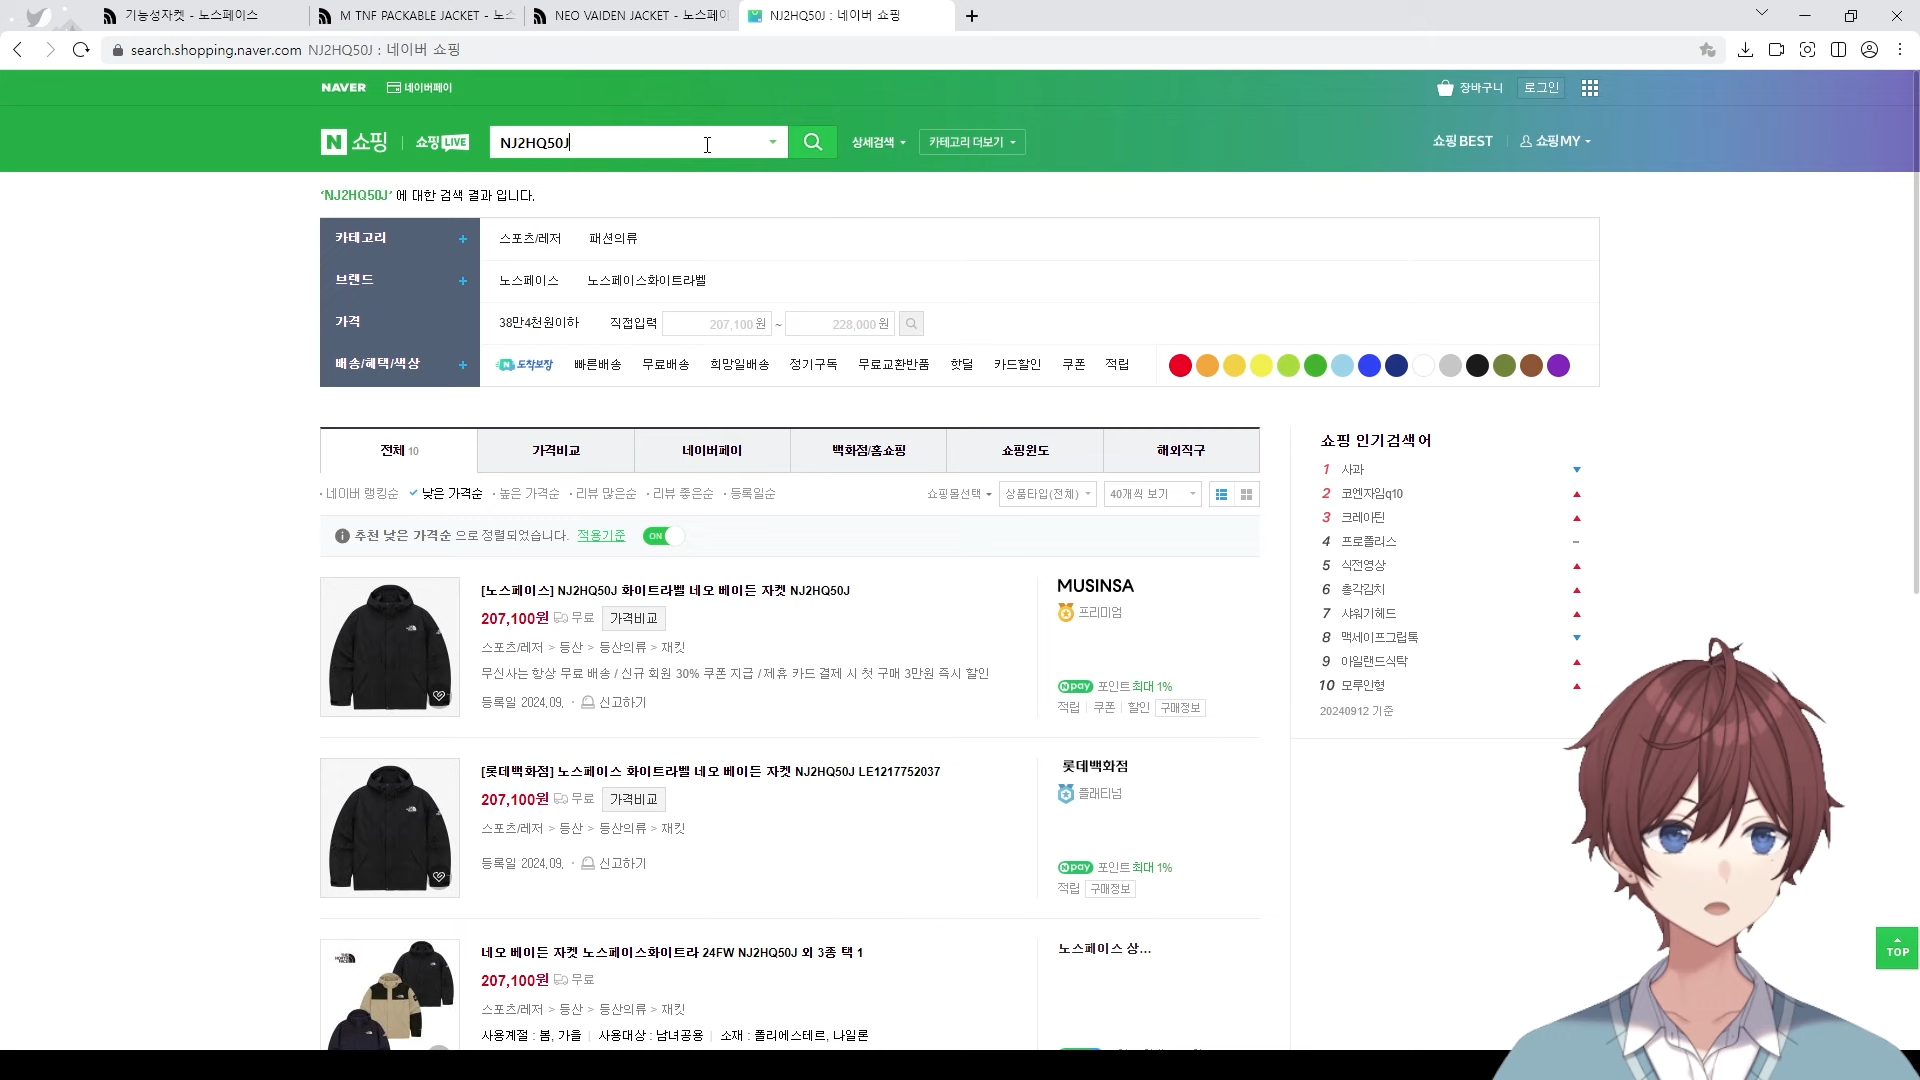 기능성자켓 - 노스페이스
M TNF PACKABLE JACKET - 노스
NEO VAIDEN JACKET - 노스페이
NJ2HQ50J : 네이버 쇼핑
search.shopping.naver.com NJ2HQ50J : 네이버 쇼핑
NAVER 네이버페이
장바구니 로그인
N 쇼핑 쇼핑 LIVE NJ2HQ50J 상세검색 카테고리 더보기 쇼핑BEST 쇼핑MY
'NJ2HQ50J' 에 대한 검색 결과 입니다.
카테고리 + 스포츠/레저 패션의류
브랜드 + 노스페이스 노스페이스화이트라벨
가격 38만4천원이하 직접입력 207,100 원 ~ 228,000 원
배송/혜택/색상 + N 도착보장 빠른배송 무료배송 희망일배송 정기구독 무료교환반품 핫딜 카드할인 쿠폰 적립
전체 10 가격비교 네이버페이 백화점/홈쇼핑 쇼핑윈도 해외직구
네이버 랭킹순 낮은 가격순 높은 가격순 리뷰 많은순 리뷰 좋은순 등록일순 쇼핑몰선택 상품타입(전체) 40개씩 보기
추천 낮은 가격순 으로 정렬되었습니다. 적용기준 ON
[노스페이스] NJ2HQ50J 화이트라벨 네오 베이든 자켓 NJ2HQ50J
207,100원 무료 가격비교
스포츠/레저 > 등산 > 등산의류 > 재킷
무신사는 항상 무료 배송 / 신규 회원 30% 쿠폰 지급 / 제휴 카드 결제 시 첫 구매 3만원 즉시 할인
등록일 2024.09. · 신고하기
MUSINSA
프리미엄
N pay 포인트 최대 1%
적립 쿠폰 할인 구매정보
[롯데백화점] 노스페이스 화이트라벨 네오 베이든 자켓 NJ2HQ50J LE1217752037
207,100원 무료 가격비교
스포츠/레저 > 등산 > 등산의류 > 재킷
등록일 2024.09. · 신고하기
롯데백화점
플래티넘
N pay 포인트 최대 1%
적립 구매정보
THE NORTH FACE
네오 베이든 자켓 노스페이스화이트라 24FW NJ2HQ50J 외 3종 택 1
207,100원 무료
스포츠/레저 > 등산 > 등산의류 > 재킷
사용계절 : 봄, 가을 사용대상 : 남녀공용 소재 : 폴리에스테르, 나일론
노스페이스 상...
쇼핑 인기검색어
1 사과
2 코엔자임q10
3 크레아틴
4 프로폴리스
5 식전영상
6 총각김치
7 샤워기헤드
8 맥세이프그립톡
9 아일랜드식탁
10 모루인형
20240912 기준
TOP